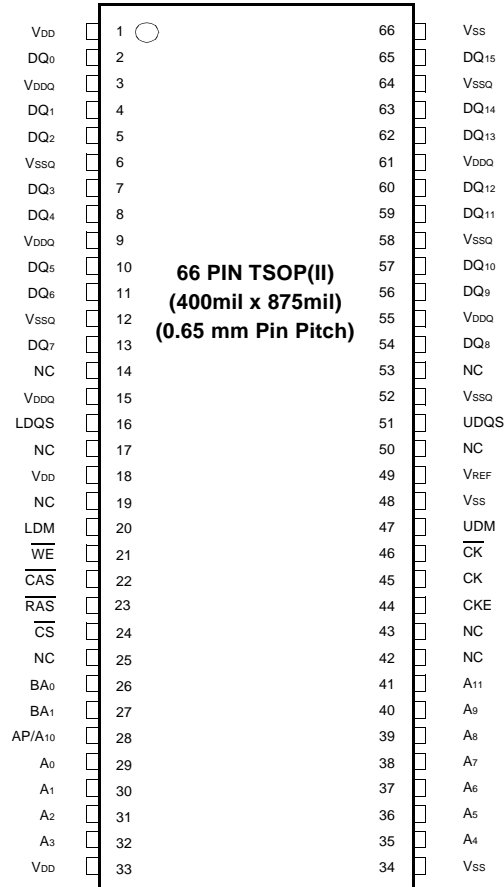 VDD 1 66 VSS
DQ0 2 65 DQ15
VDDQ 3 64 VSSQ
DQ1 4 63 DQ14
DQ2 5 62 DQ13
VSSQ 6 61 VDDQ
DQ3 7 60 DQ12
DQ4 8 59 DQ11
VDDQ 9 58 VSSQ
DQ5 10 57 DQ10
66 PIN TSOP(II)
DQ6 11 56 DQ9
(400mil x 875mil)
VSSQ 12 55 VDDQ
(0.65 mm Pin Pitch)
DQ7 13 54 DQ8
NC 14 53 NC
VDDQ 15 52 VSSQ
LDQS 16 51 UDQS
NC 17 50 NC
VDD 18 49 VREF
NC 19 48 VSS
LDM 20 47 UDM
WE 21 46 CK
CAS 22 45 CK
RAS 23 44 CKE
CS 24 43 NC
NC 25 42 NC
BA0 26 41 A11
BA1 27 40 A9
AP/A10 28 39 A8
A0 29 38 A7
A1 30 37 A6
A2 31 36 A5
A3 32 35 A4
VDD 33 34 VSS